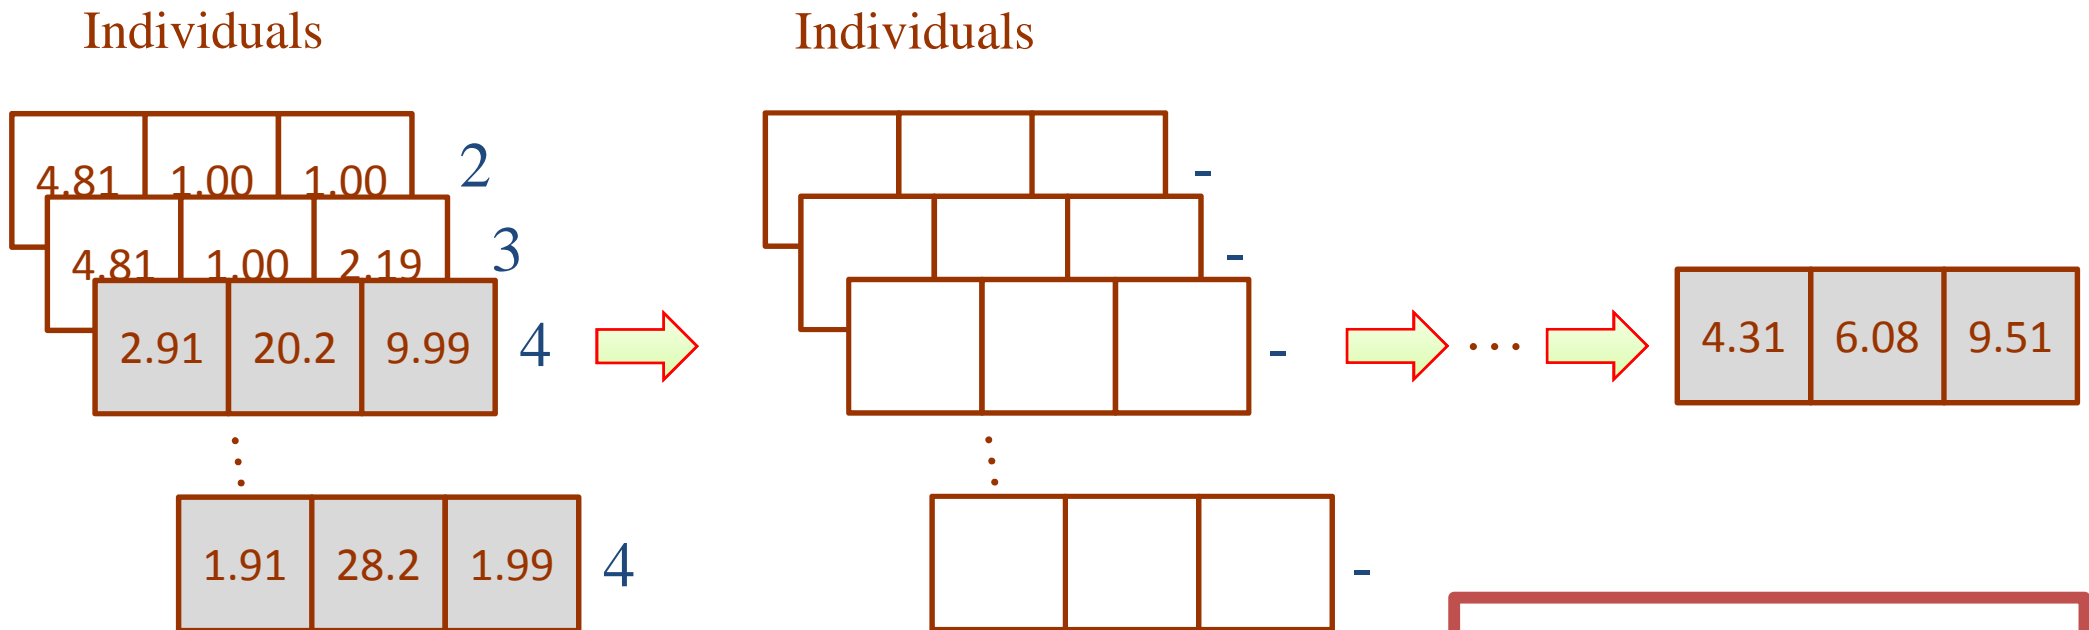 Individuals
Individuals
4.81 1.00 1.00 2
-
4.81 1.00 2.19 3
-
2.91 20.2 9.99 4
-
...
4.31 6.08 9.51
1.91 28.2 1.99 4
-